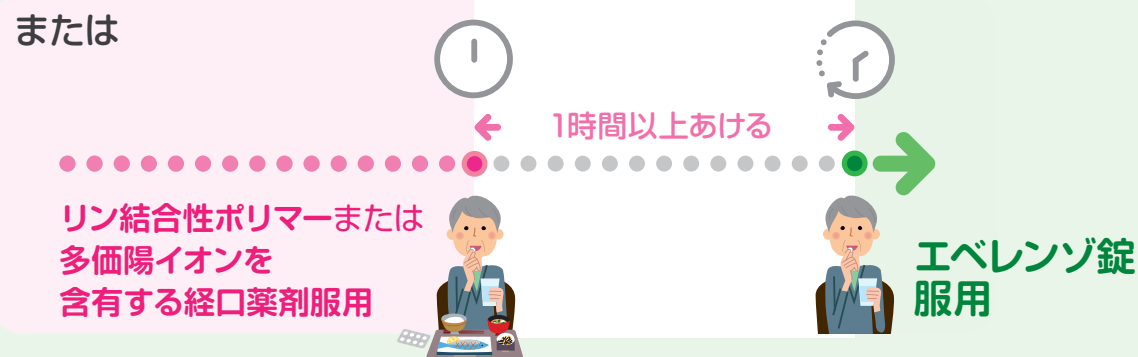 または
1時間以上あける
リン結合性ポリマーまたは
多価陽イオンを
含有する経口薬剤服用
エベレンゾ錠
服用